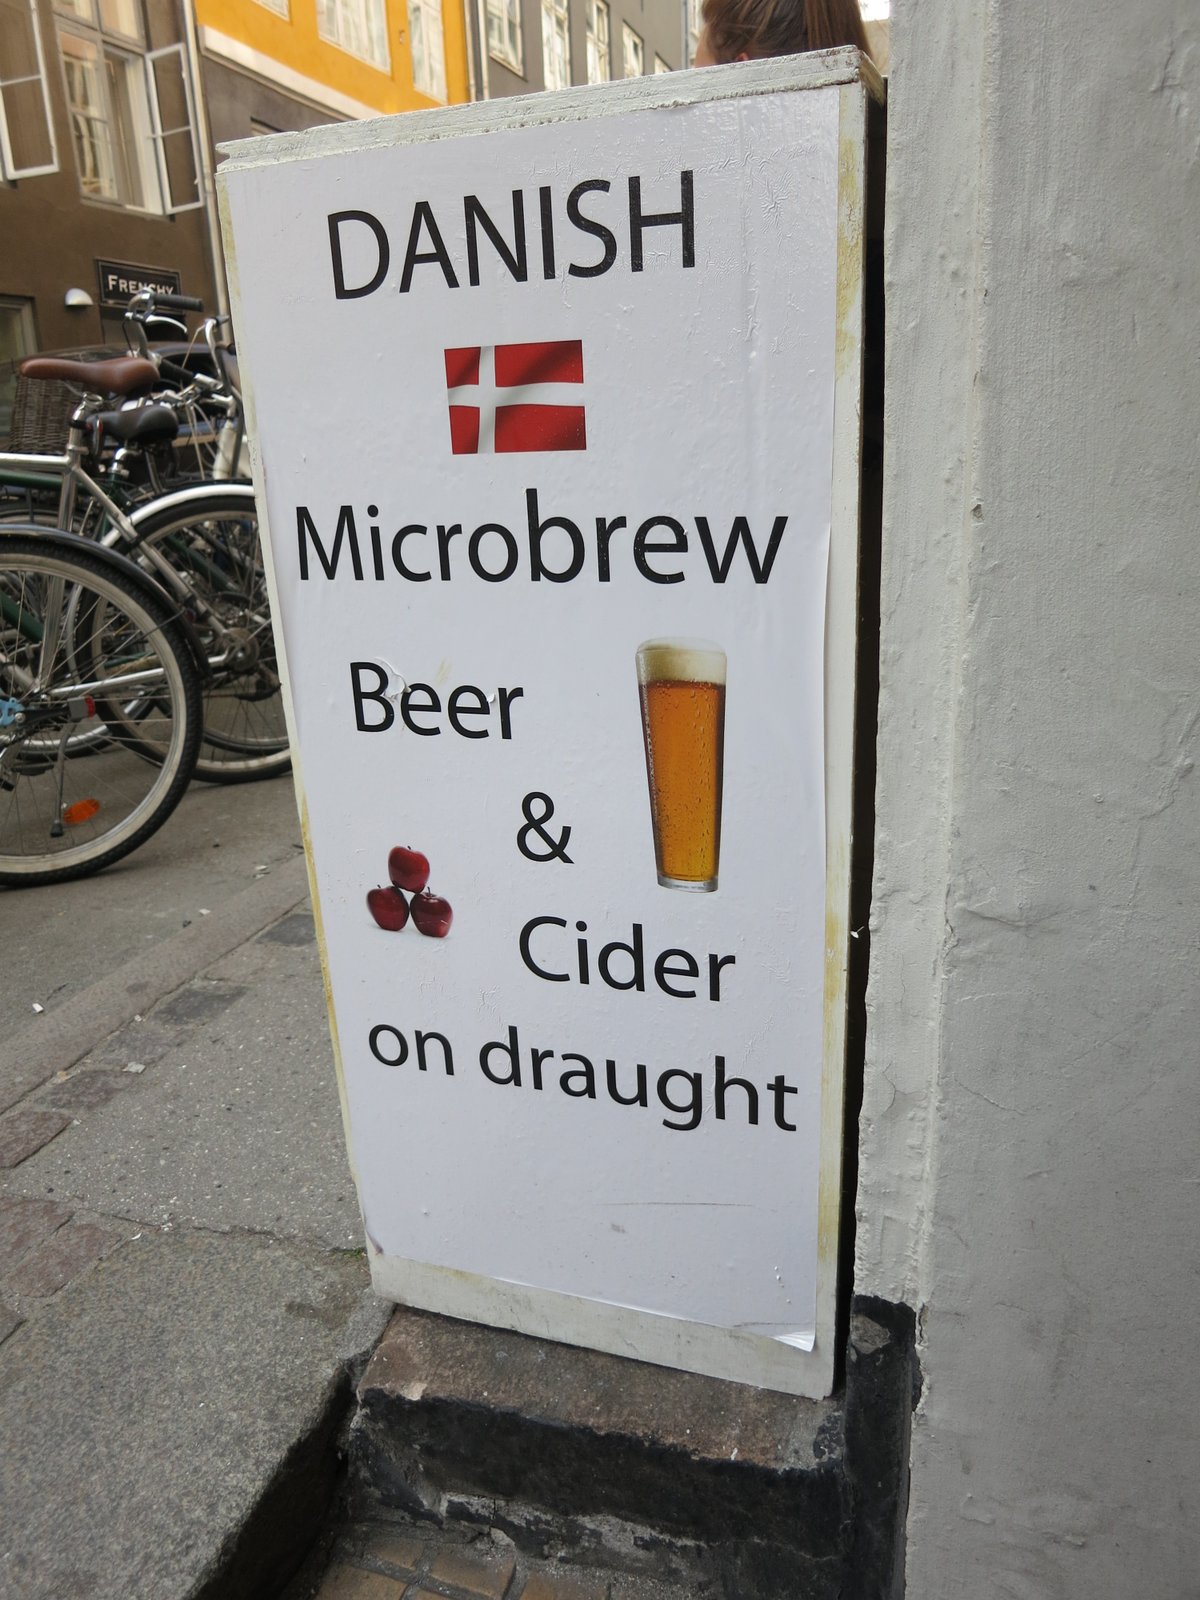 FRENCHY
DANISH
Microbrew
Beer
&
Cider
on draught